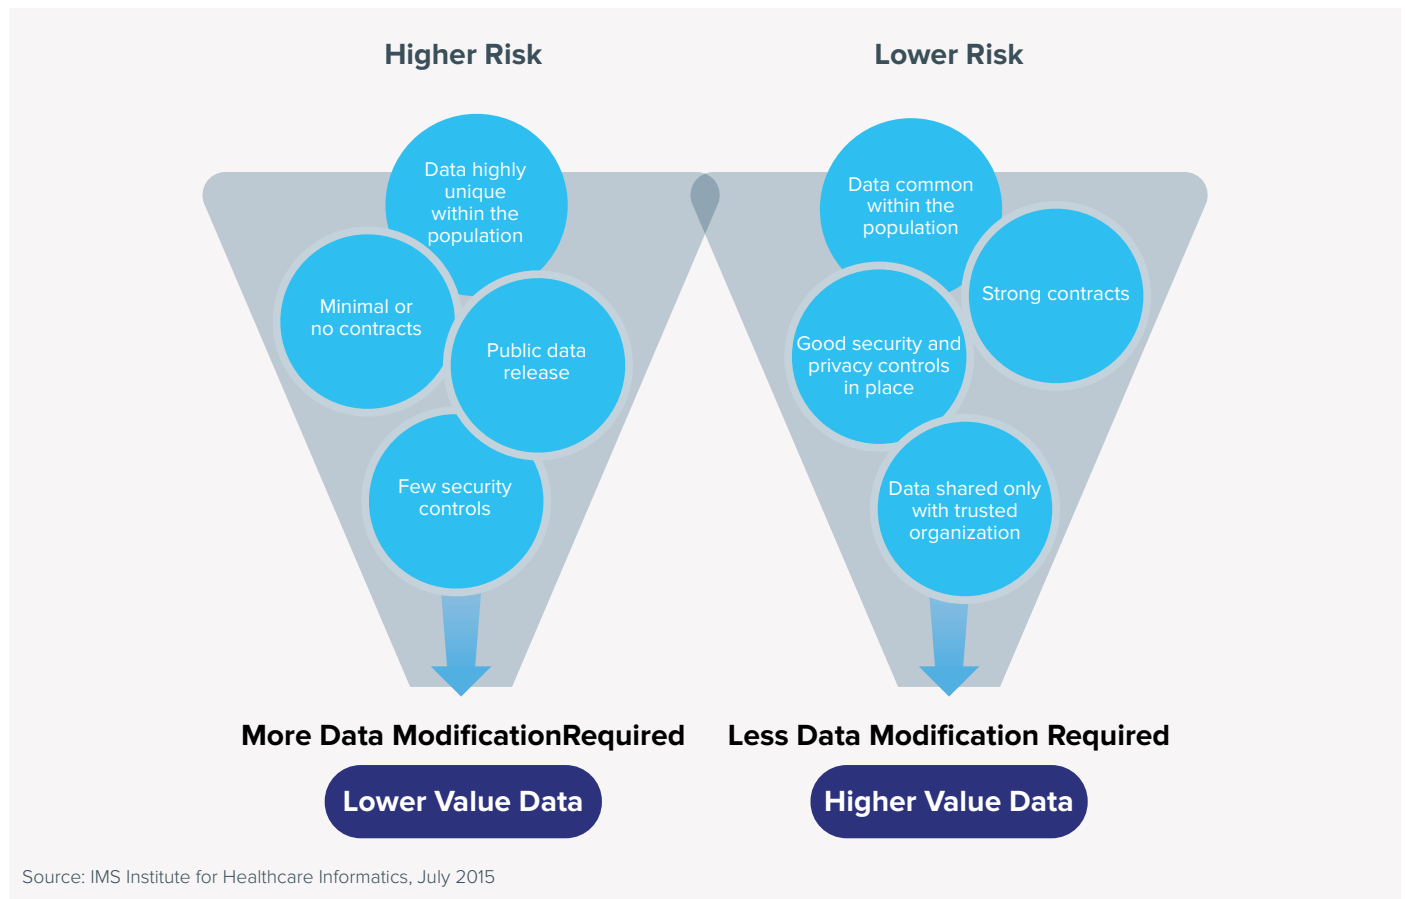 Higher Risk
Data highly
unique
within the
population
Minimal or
no contracts
Public data
release
Few security
controls
More Data ModificationRequired
Lower Value Data
Lower Risk
Data common
within the
population
Strong contracts
Good security and
privacy controls
in place
Data shared only
with trusted
organization
Less Data Modification Required
Higher Value Data
Source: IMS Institute for Healthcare Informatics, July 2015